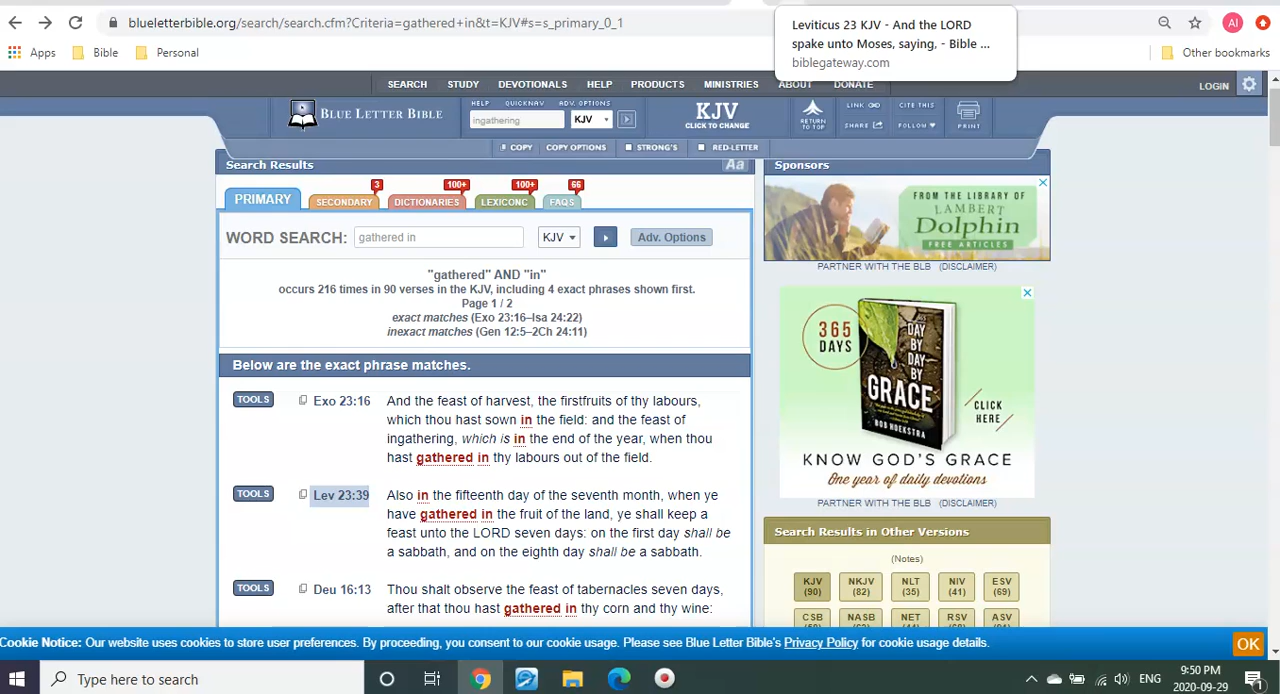 Leviticus 23 KJV - And the LORD
spake unto Moses, saying, - Bible ...
biblegateway.com
blueletterbible.org/search/search.cfm?Criteria=gathered+in&t=KJV#s=s_primary_0_1
AI
Apps Bible Personal Other bookmarks
SEARCH STUDY DEVOTIONALS HELP PRODUCTS MINISTRIES ABOUT DONATE LOGIN
BLUE LETTER BIBLE
HELP QUICKNAV ADV. OPTIONS
ingathering KJV
KJV
CLICK TO CHANGE
RETURN
TO TOP
LINK CITE THIS
SHARE FOLLOW
PRINT
COPY COPY OPTIONS STRONG'S RED-LETTER
Search Results Aa
3 100+ 100+ 66
PRIMARY SECONDARY DICTIONARIES LEXICONC FAQS
WORD SEARCH: gathered in KJV Adv. Options
"gathered" AND "in"
occurs 216 times in 90 verses in the KJV, including 4 exact phrases shown first.
Page 1 / 2
exact matches (Exo 23:16–Isa 24:22)
inexact matches (Gen 12:5–2Ch 24:11)
Below are the exact phrase matches.
TOOLS Exo 23:16 And the feast of harvest, the firstfruits of thy labours,
which thou hast sown in the field: and the feast of
ingathering, which is in the end of the year, when thou
hast gathered in thy labours out of the field.
TOOLS Lev 23:39 Also in the fifteenth day of the seventh month, when ye
have gathered in the fruit of the land, ye shall keep a
feast unto the LORD seven days: on the first day shall be
a sabbath, and on the eighth day shall be a sabbath.
TOOLS Deu 16:13 Thou shalt observe the feast of tabernacles seven days,
after that thou hast gathered in thy corn and thy wine:
Sponsors
FROM THE LIBRARY OF
LAMBERT
Dolphin
FREE ARTICLES
PARTNER WITH THE BLB (DISCLAIMER)
365
DAYS
DAY
BY
DAY
BY
GRACE
BOB HOEKSTRA
CLICK
HERE
KNOW GOD'S GRACE
One year of daily devotions
PARTNER WITH THE BLB (DISCLAIMER)
Search Results in Other Versions
(Notes)
KJV NKJV NLT NIV ESV
(90) (82) (35) (41) (69)
CSB NASB NET RSV ASV
Cookie Notice: Our website uses cookies to store user preferences. By proceeding, you consent to our cookie usage. Please see Blue Letter Bible's Privacy Policy for cookie usage details. OK
Type here to search
ENG
9:50 PM
2020-09-29
1